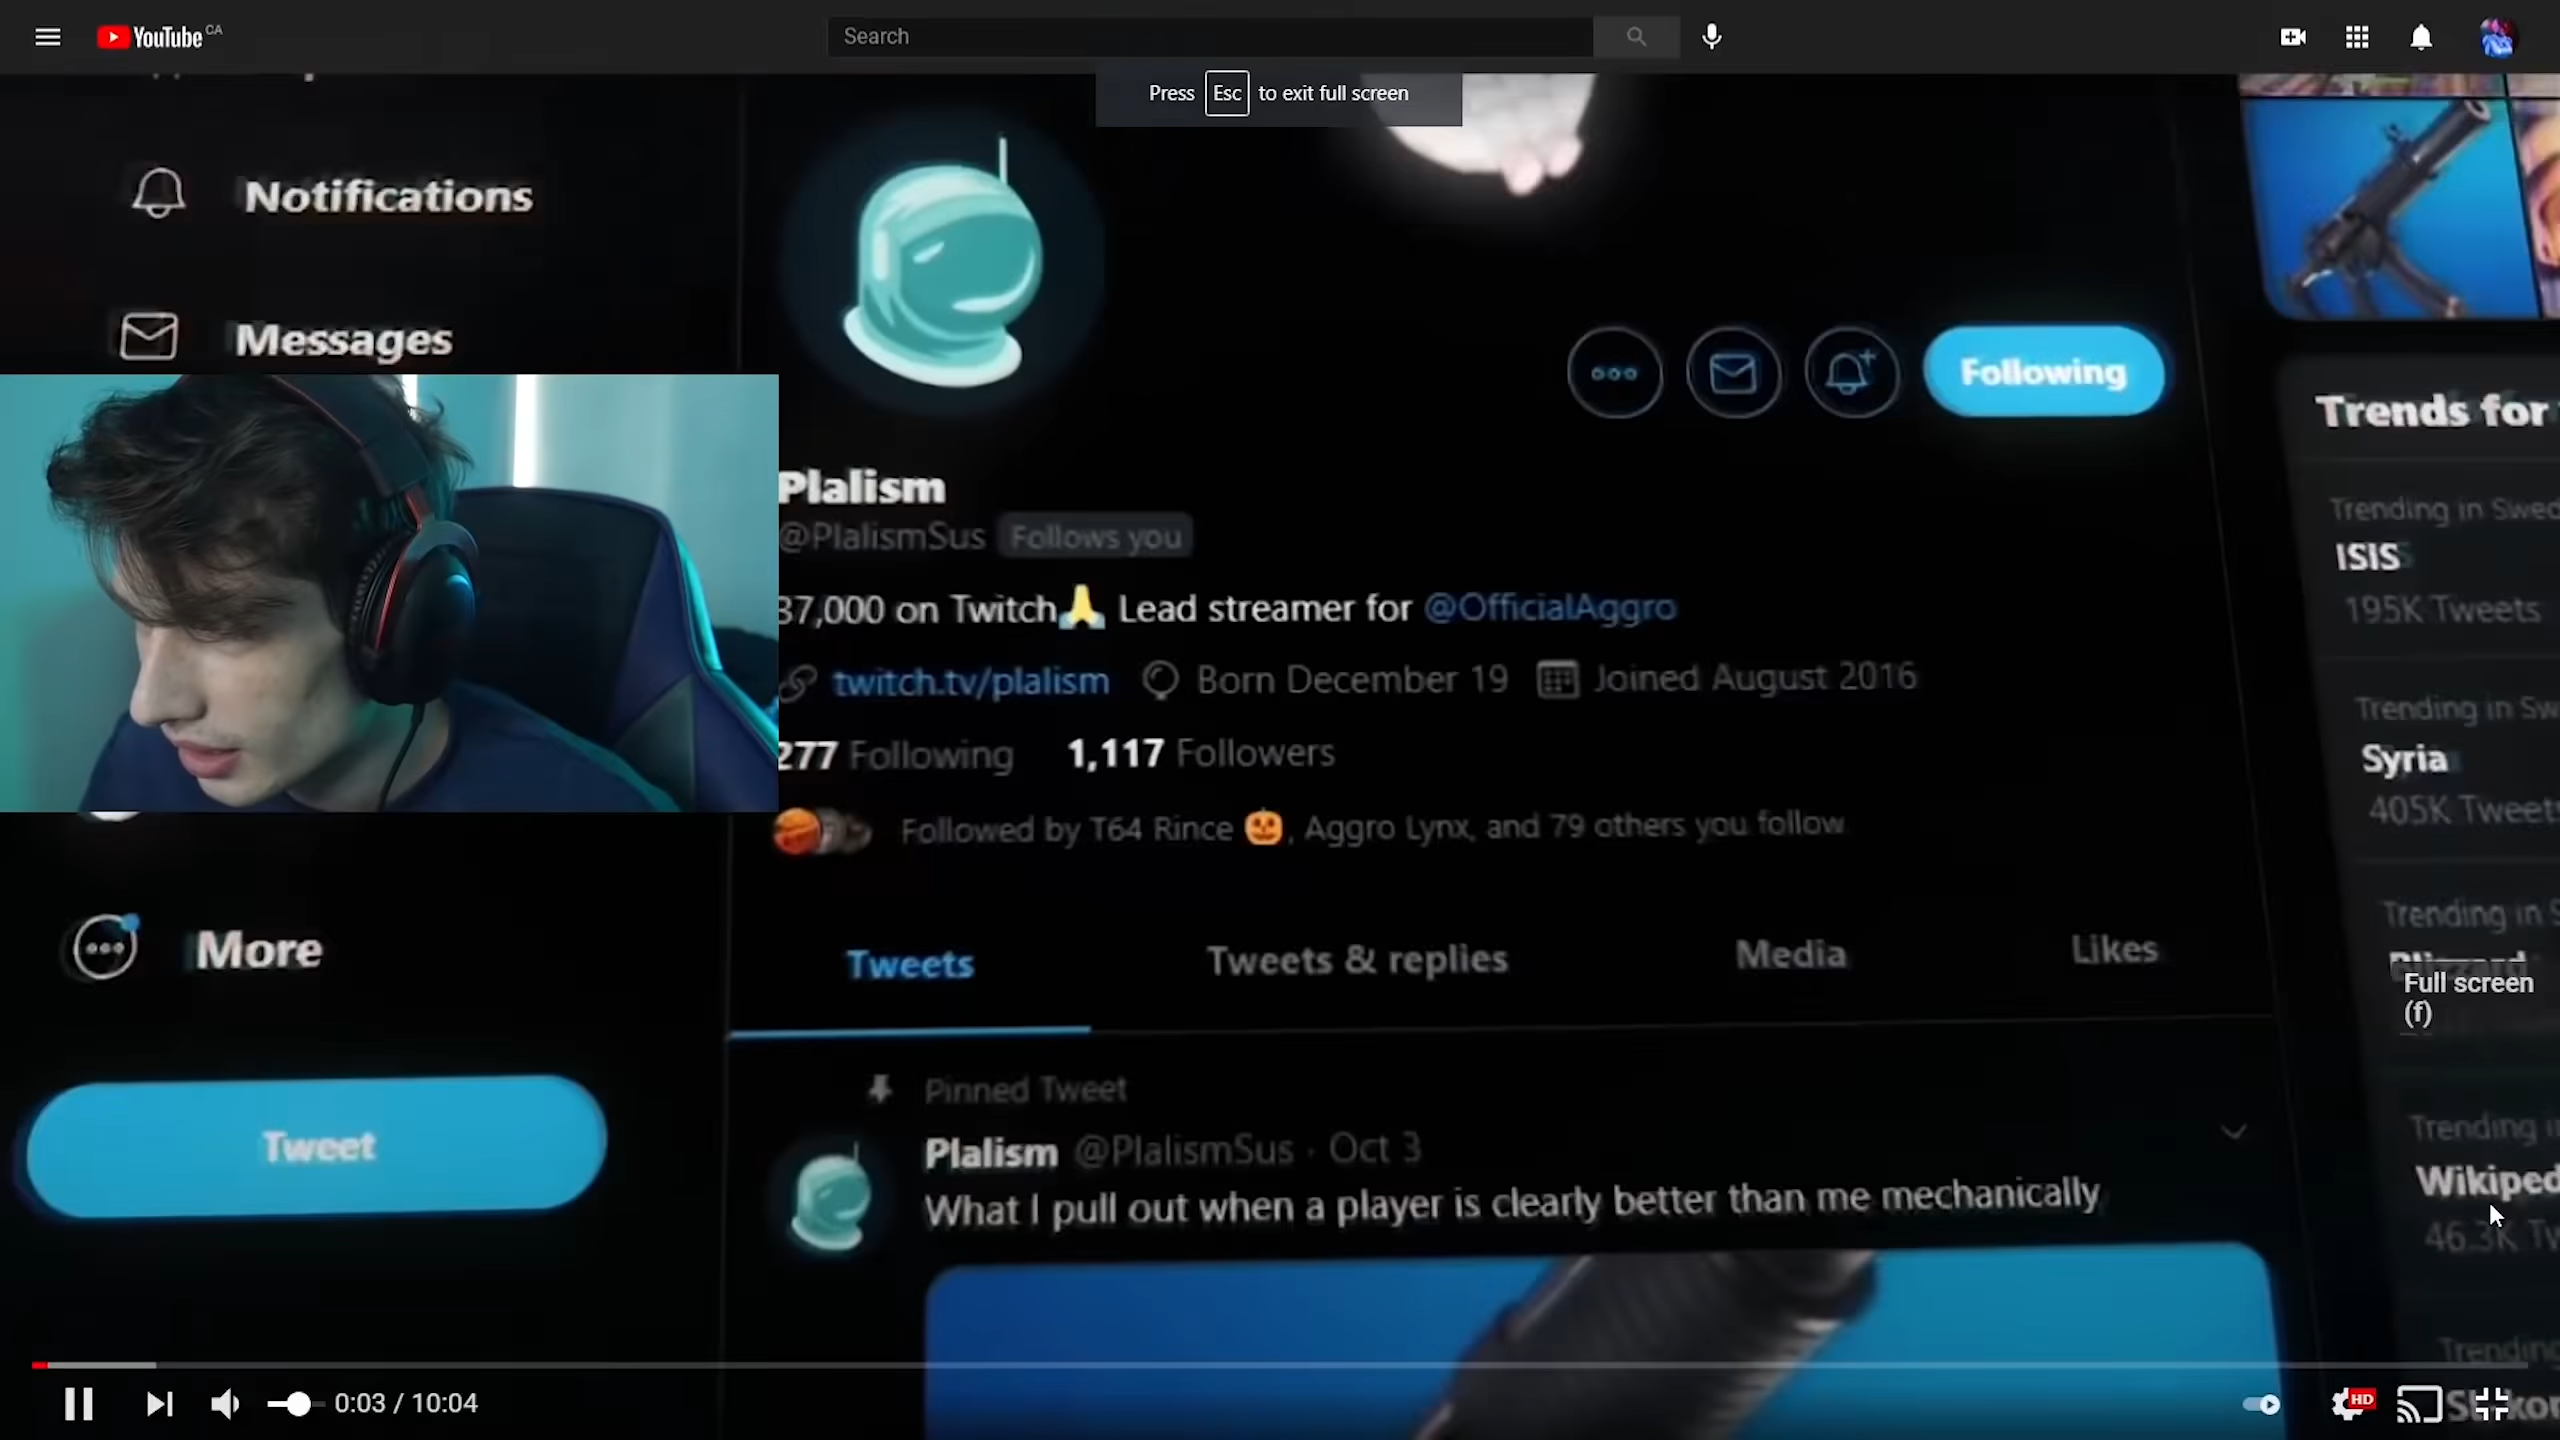 YouTube CA
Search
Press Esc to exit full screen
Notifications
Messages
Following
Trends for
Plalism
@PlalismSus Follows you
37,000 on Twitch🙏 Lead streamer for @OfficialAggro
twitch.tv/plalism Born December 19 Joined August 2016
277 Following 1,117 Followers
Followed by T64 Rince 🎃, Aggro Lynx, and 79 others you follow
Trending in Swed
ISIS
195K Tweets
Trending in Sw
Syria
405K Tweets
Trending in S
Full screen
(f)
More
Tweets Tweets & replies Media Likes
Pinned Tweet
Plalism @PlalismSus · Oct 3
What I pull out when a player is clearly better than me mechanically
Tweet
Trending i
Wikiped
46.3K Tw
Trending
0:03 / 10:04
HD